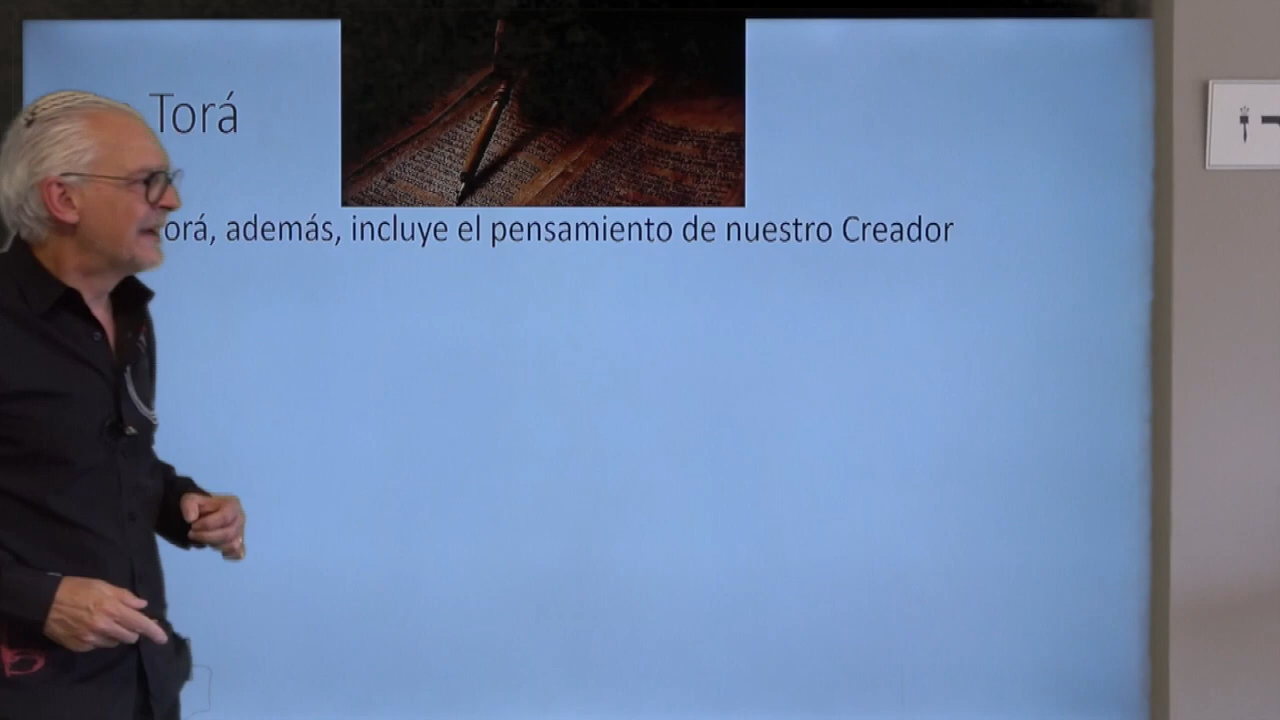 Torá
orá, además, incluye el pensamiento de nuestro Creador